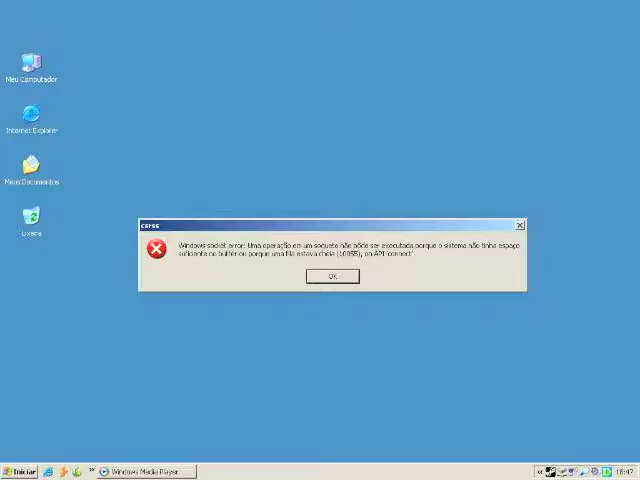 Meu Computador
Internet Explorer
Meus Documentos
Lixeira
csrss
Windows socket error: Uma operação em um soquete não pôde ser executada porque o sistema não tinha espaço
suficiente no buffer ou porque uma fila estava cheia (10055), on API 'connect'
OK
Iniciar
Windows Media Player
18:47